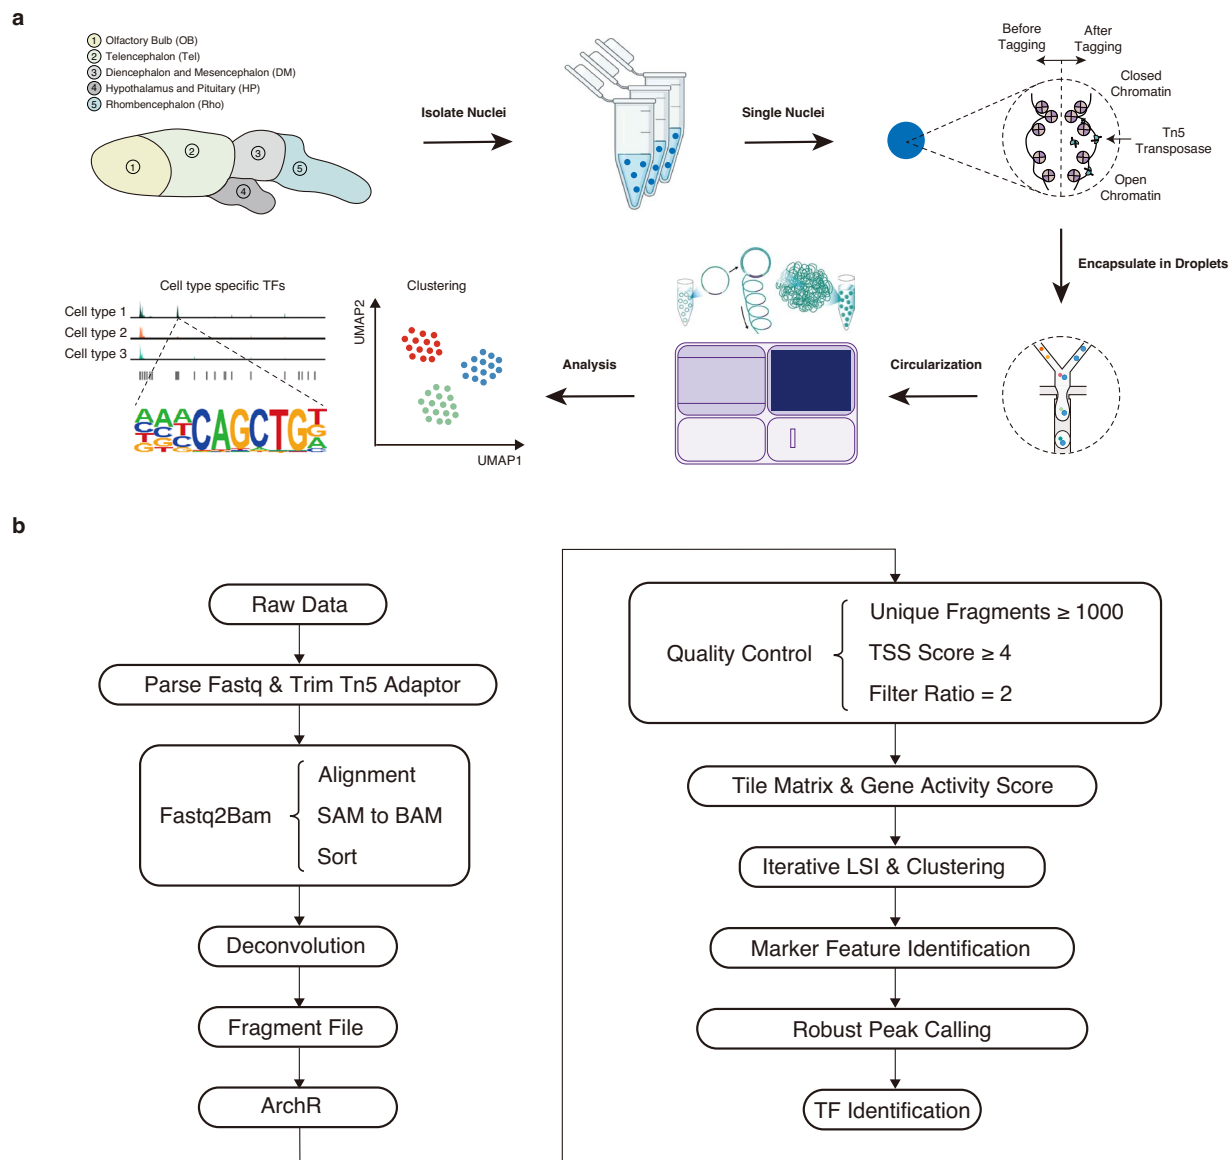 a
1 Olfactory Bulb (OB)
2 Telencephalon (Tel)
3 Diencephalon and Mesencephalon (DM)
4 Hypothalamus and Pituitary (HP)
5 Rhombencephalon (Rho)
1
2
3
4
5
Isolate Nuclei
Single Nuclei
Before
Tagging
After
Tagging
Closed
Chromatin
Tn5
Transposase
Open
Chromatin
Encapsulate in Droplets
Circularization
Analysis
Clustering
UMAP2
UMAP1
Cell type specific TFs
Cell type 1
Cell type 2
Cell type 3
CAGCTG
b
Raw Data
Parse Fastq & Trim Tn5 Adaptor
Fastq2Bam
Alignment
SAM to BAM
Sort
Deconvolution
Fragment File
ArchR
Quality Control
Unique Fragments ≥ 1000
TSS Score ≥ 4
Filter Ratio = 2
Tile Matrix & Gene Activity Score
Iterative LSI & Clustering
Marker Feature Identification
Robust Peak Calling
TF Identification